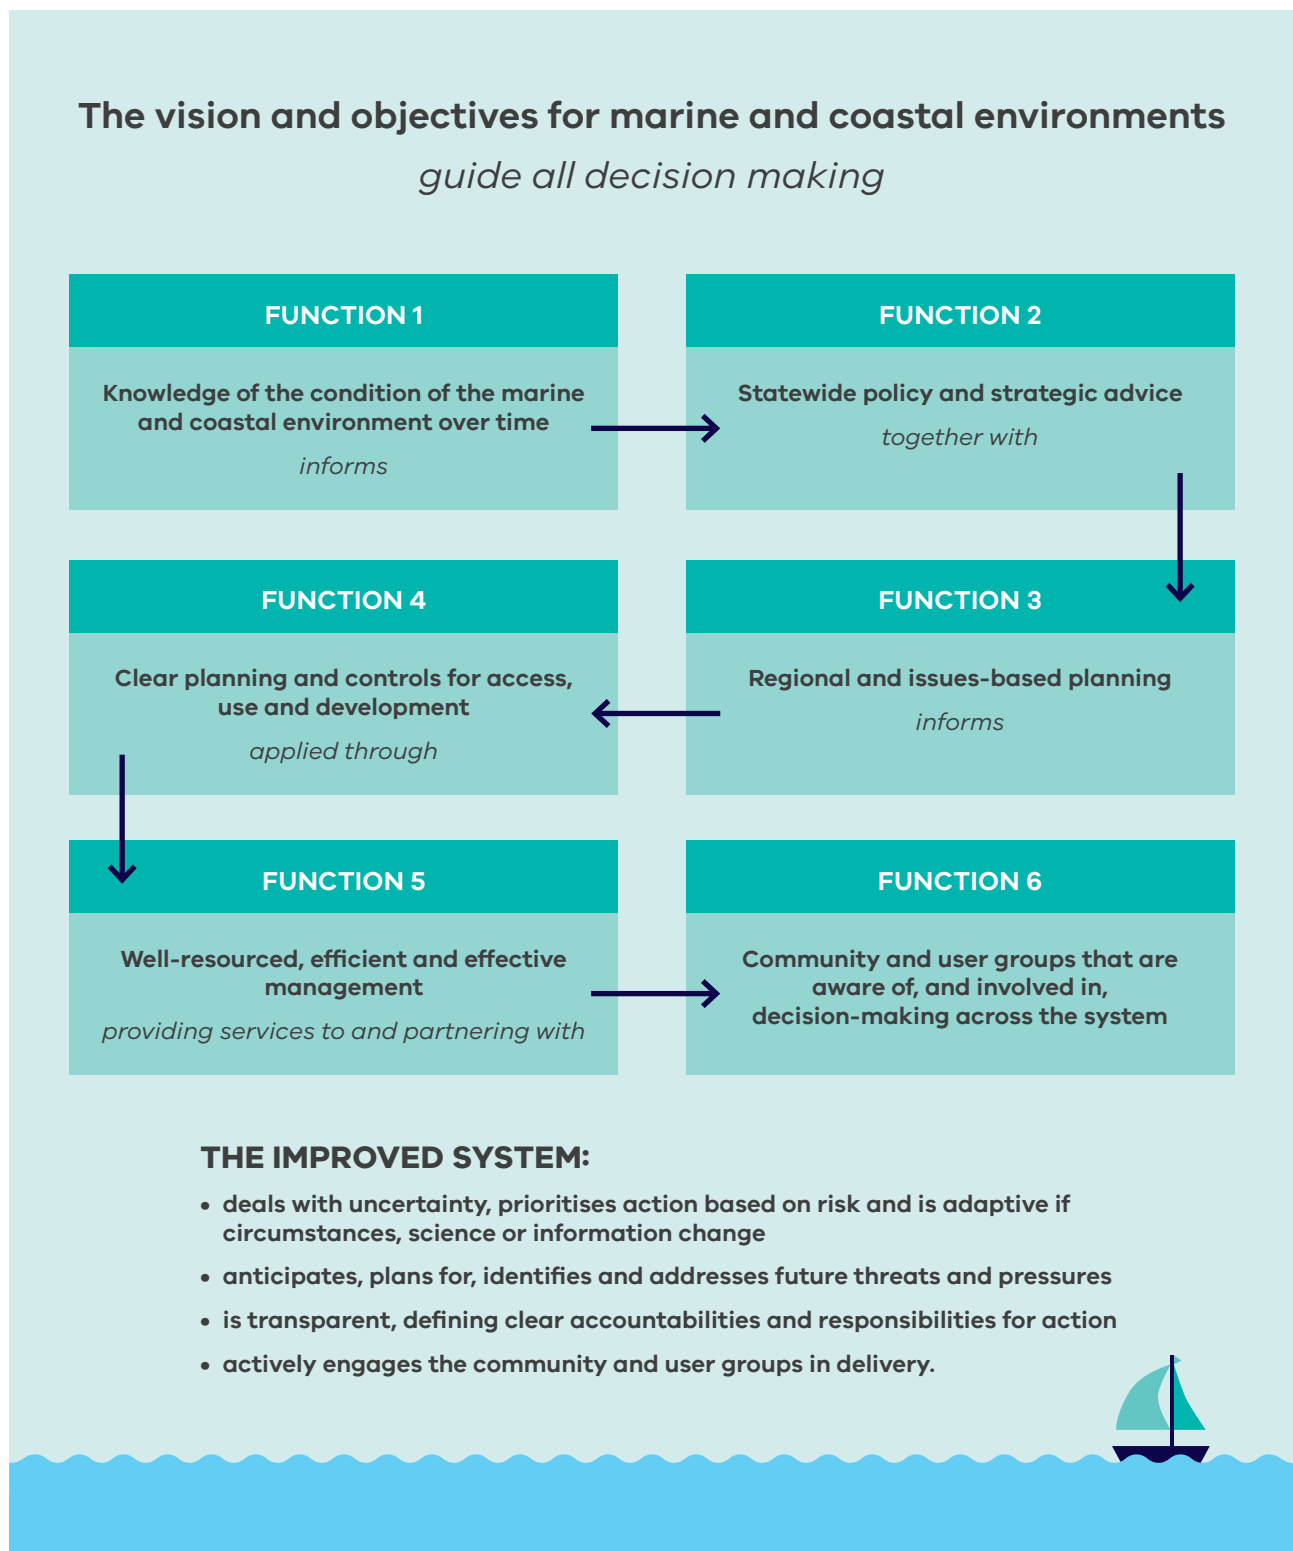 The vision and objectives for marine and coastal environments
guide all decision making
FUNCTION 1
Knowledge of the condition of the marine
and coastal environment over time
informs
FUNCTION 2
Statewide policy and strategic advice
together with
FUNCTION 3
Regional and issues-based planning
informs
FUNCTION 4
Clear planning and controls for access,
use and development
applied through
FUNCTION 5
Well-resourced, efficient and effective
management
providing services to and partnering with
FUNCTION 6
Community and user groups that are
aware of, and involved in,
decision-making across the system
THE IMPROVED SYSTEM:
• deals with uncertainty, prioritises action based on risk and is adaptive if
circumstances, science or information change
• anticipates, plans for, identifies and addresses future threats and pressures
• is transparent, defining clear accountabilities and responsibilities for action
• actively engages the community and user groups in delivery.